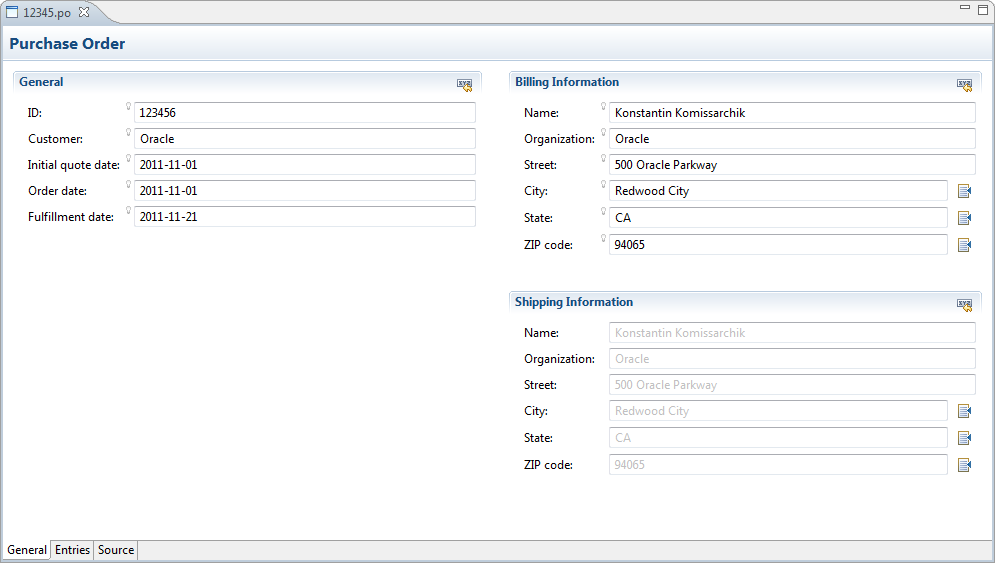 12345.po
Purchase Order
General
ID: 123456
Customer: Oracle
Initial quote date: 2011-11-01
Order date: 2011-11-01
Fulfillment date: 2011-11-21
Billing Information
Name: Konstantin Komissarchik
Organization: Oracle
Street: 500 Oracle Parkway
City: Redwood City
State: CA
ZIP code: 94065
Shipping Information
Name: Konstantin Komissarchik
Organization: Oracle
Street: 500 Oracle Parkway
City: Redwood City
State: CA
ZIP code: 94065
General Entries Source